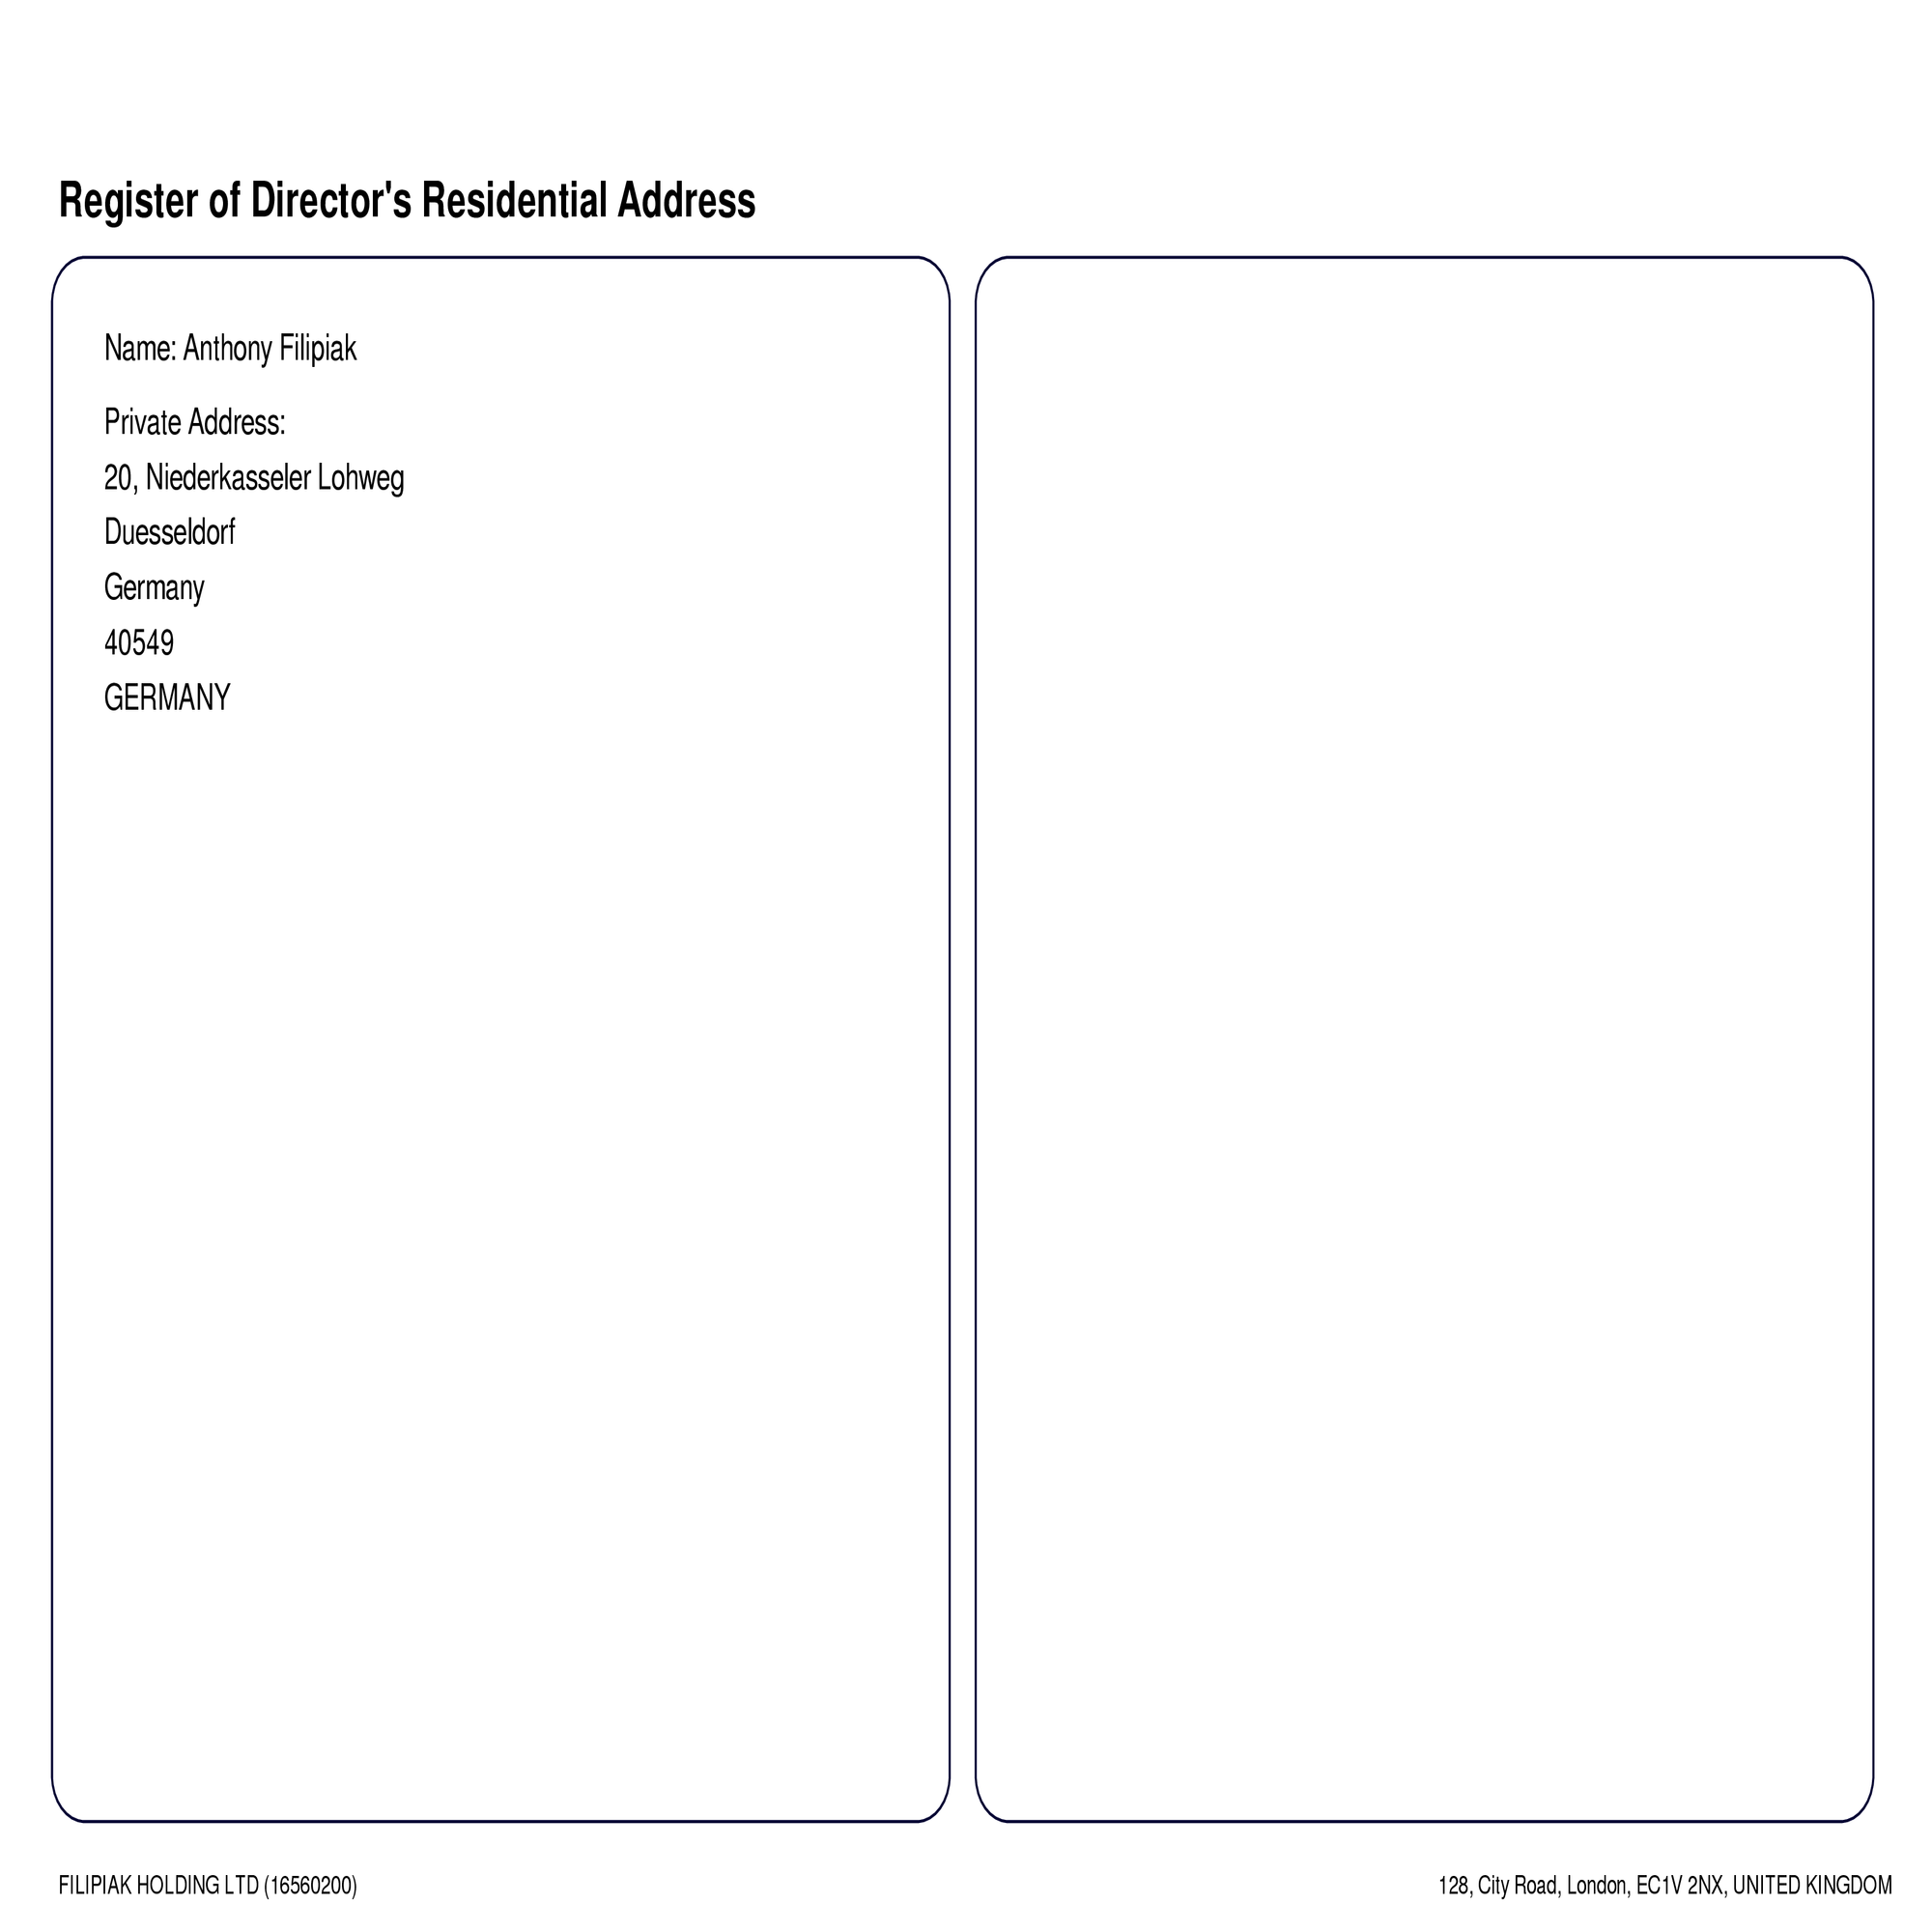 Register of Director's Residential Address
Name: Anthony Filipiak
Private Address:
20, Niederkasseler Lohweg
Duesseldorf
Germany
40549
GERMANY
FILIPIAK HOLDING LTD (16560200)
128, City Road, London, EC1V 2NX, UNITED KINGDOM